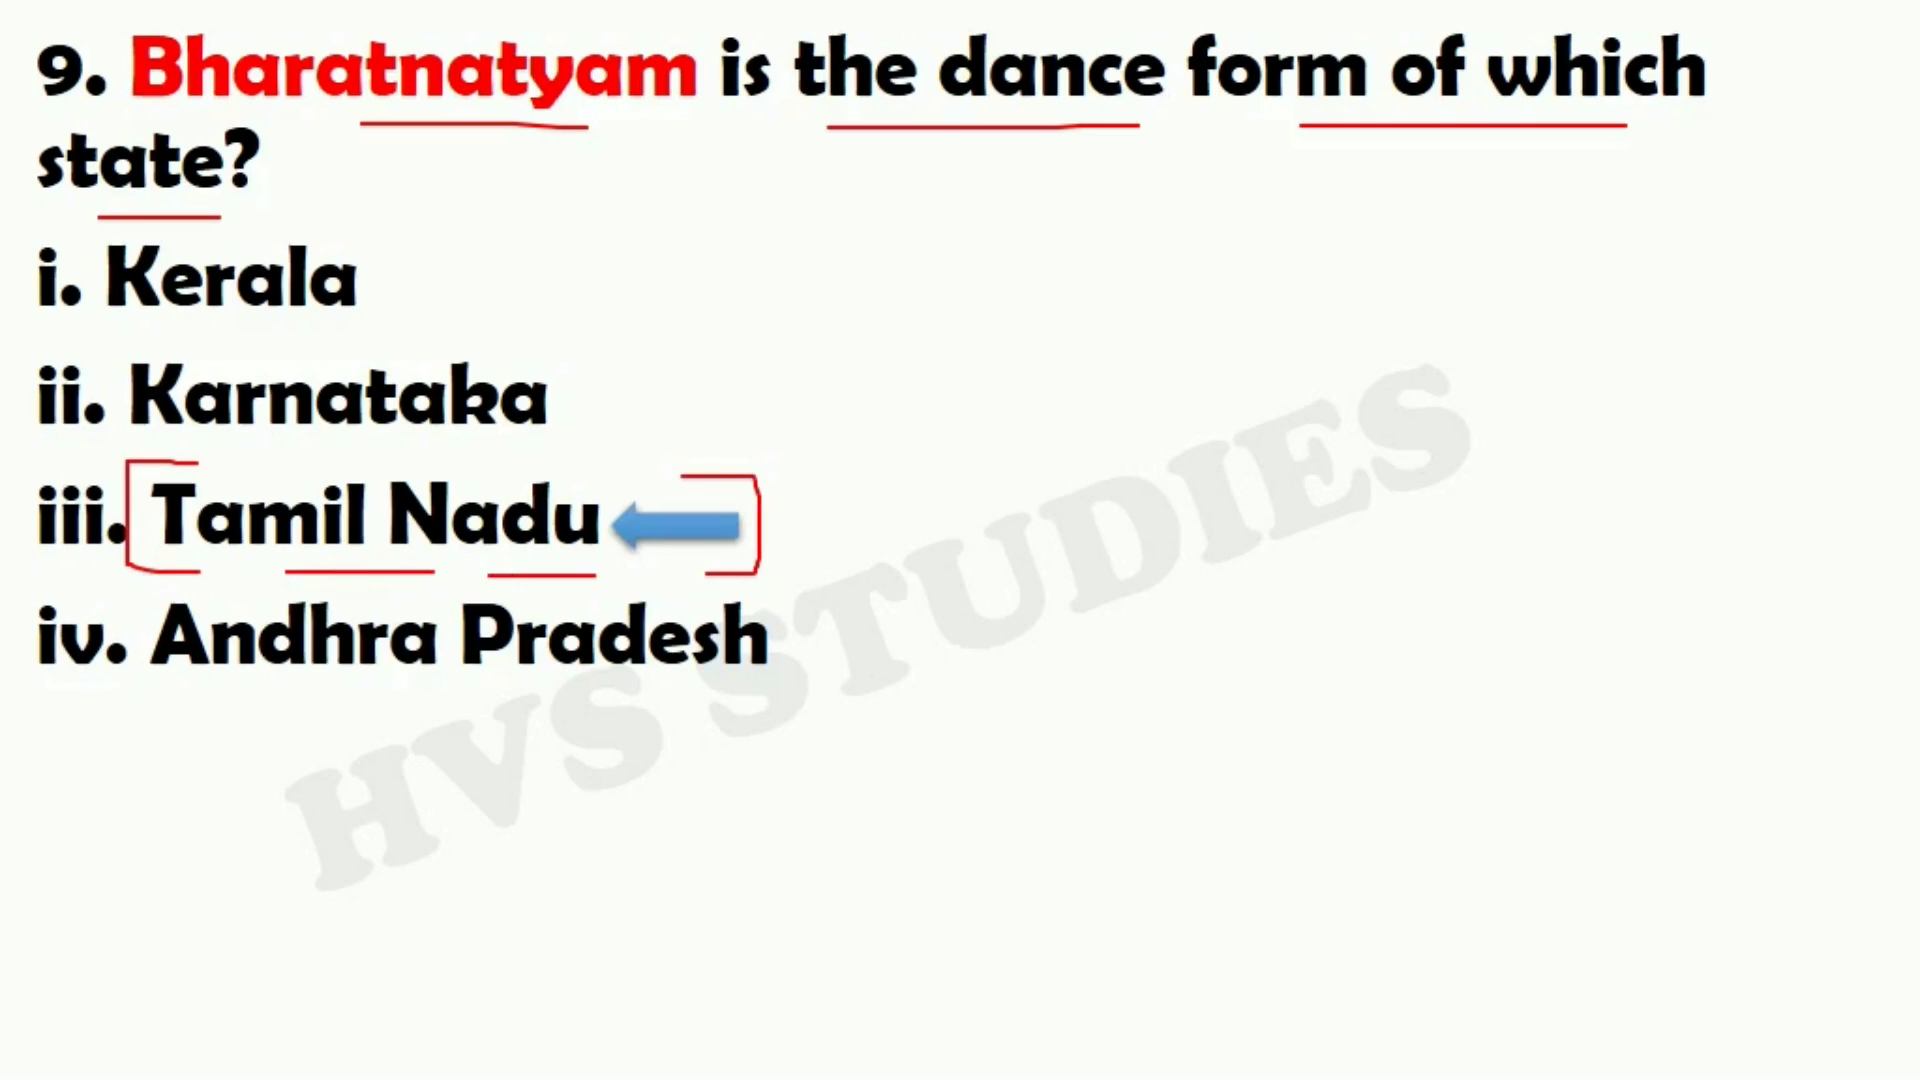 9. Bharatnatyam is the dance form of which
state?
i. Kerala
ii. Karnataka
iii. Tamil Nadu
iv. Andhra Pradesh
HVS STUDIES